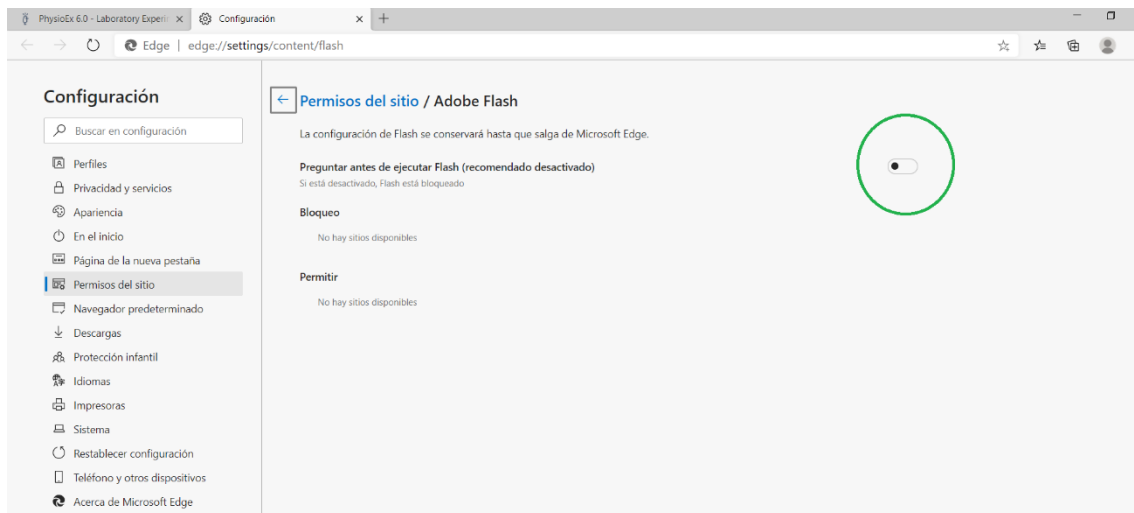 PhysioEx 6.0 - Laboratory Experi
Configuración
Edge | edge://settings/content/flash
Configuración
Buscar en configuración
Perfiles
Privacidad y servicios
Apariencia
En el inicio
Página de la nueva pestaña
Permisos del sitio
Navegador predeterminado
Descargas
Protección infantil
Idiomas
Impresoras
Sistema
Restablecer configuración
Teléfono y otros dispositivos
Acerca de Microsoft Edge
Permisos del sitio / Adobe Flash
La configuración de Flash se conservará hasta que salga de Microsoft Edge.
Preguntar antes de ejecutar Flash (recomendado desactivado)
Si está desactivado, Flash está bloqueado
Bloqueo
No hay sitios disponibles
Permitir
No hay sitios disponibles